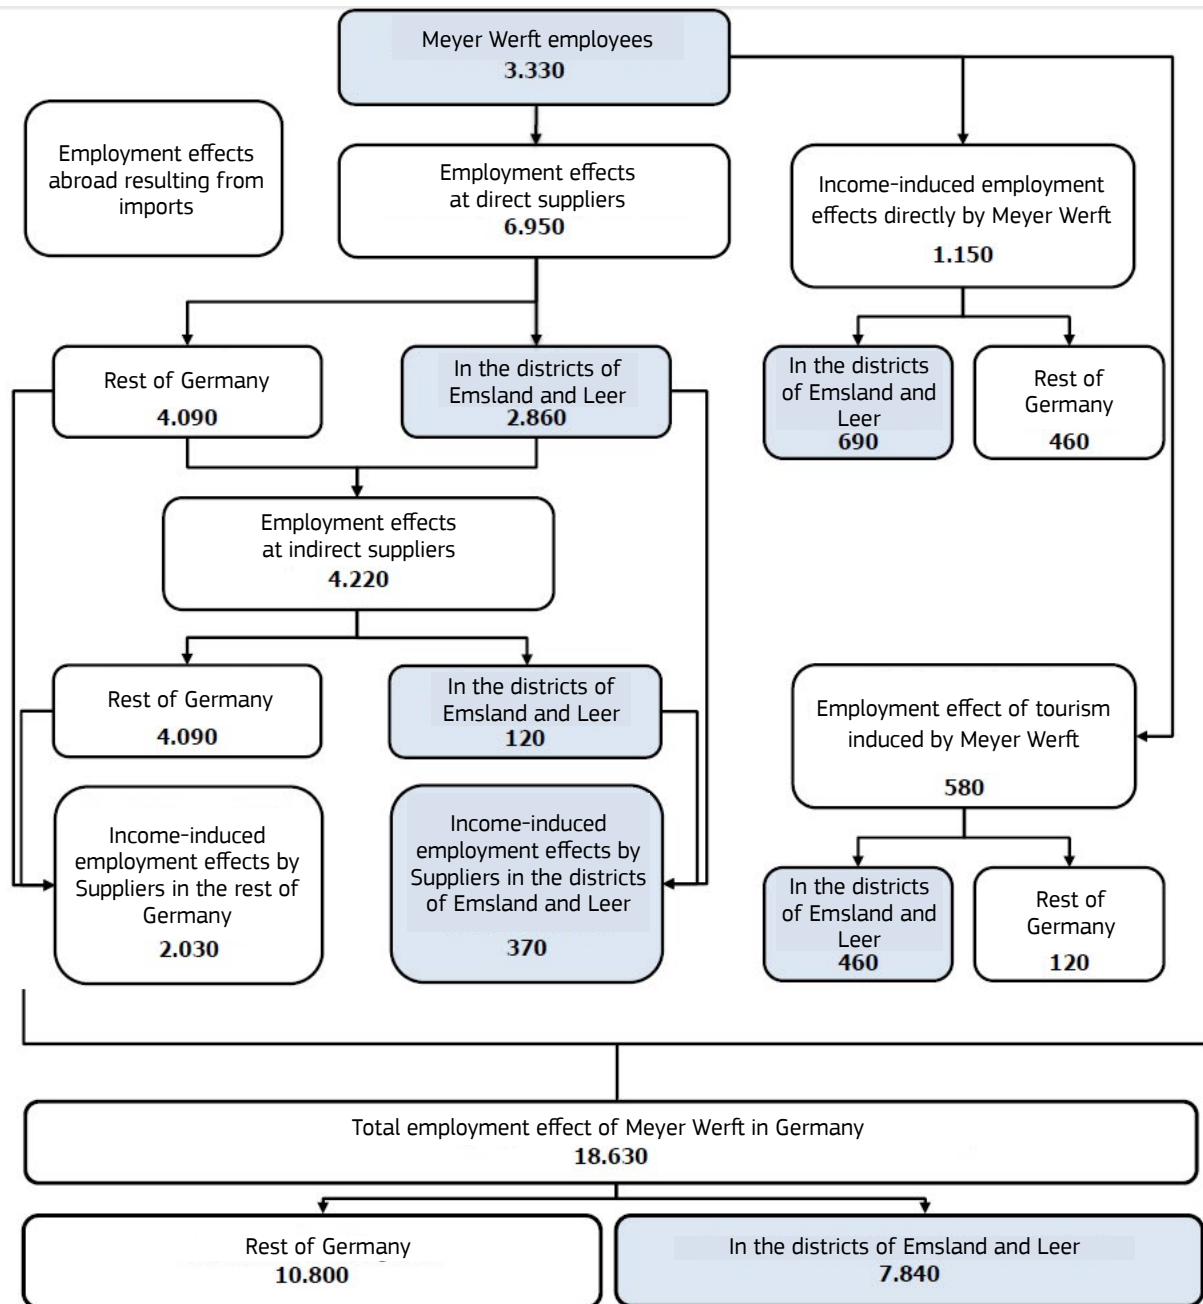 Meyer Werft employees
3.330
Employment effects
abroad resulting from
imports
Employment effects
at direct suppliers
6.950
Income-induced employment
effects directly by Meyer Werft
1.150
Rest of Germany
4.090
In the districts of
Emsland and Leer
2.860
In the districts
of Emsland and
Leer
690
Rest of
Germany
460
Employment effects
at indirect suppliers
4.220
Rest of Germany
4.090
In the districts of
Emsland and Leer
120
Employment effect of tourism
induced by Meyer Werft
580
Income-induced
employment effects by
Suppliers in the rest of
Germany
2.030
Income-induced
employment effects by
Suppliers in the districts
of Emsland and Leer
370
In the districts
of Emsland and
Leer
460
Rest of
Germany
120
Total employment effect of Meyer Werft in Germany
18.630
Rest of Germany
10.800
In the districts of Emsland and Leer
7.840